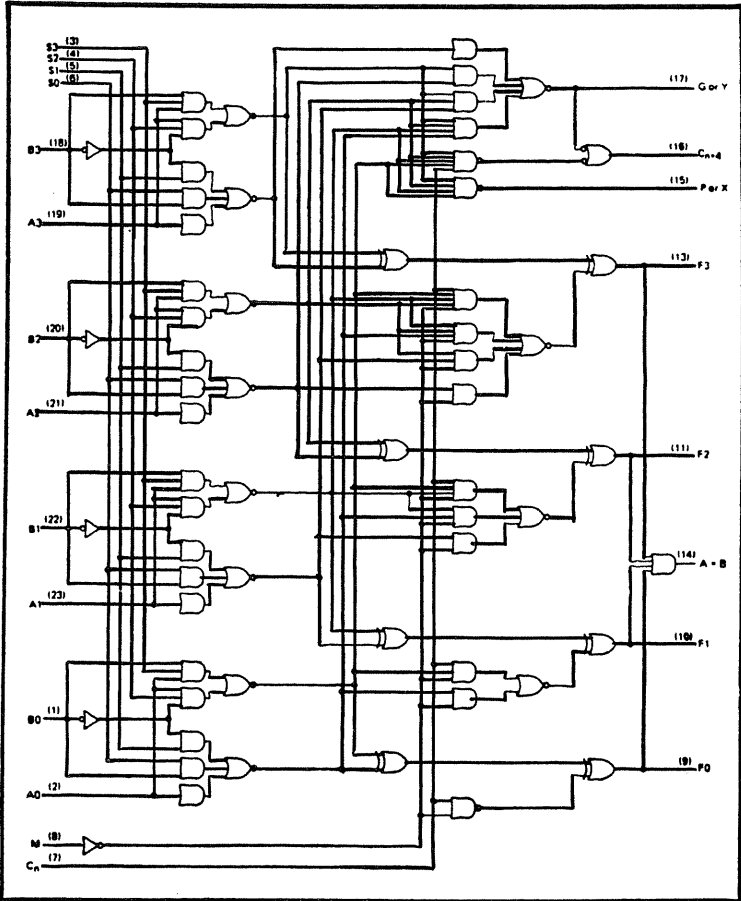 S3 (3)
S2 (4)
S1 (5)
S0 (6)
(17) G or Y
B3 (18)
(16) Cn+4
(15) P or X
A3 (19)
(13) F3
B2 (20)
A2 (21)
(11) F2
B1 (22)
(14) A = B
A1 (23)
(10) F1
B0 (1)
(9) F0
A0 (2)
M (8)
Cn (7)